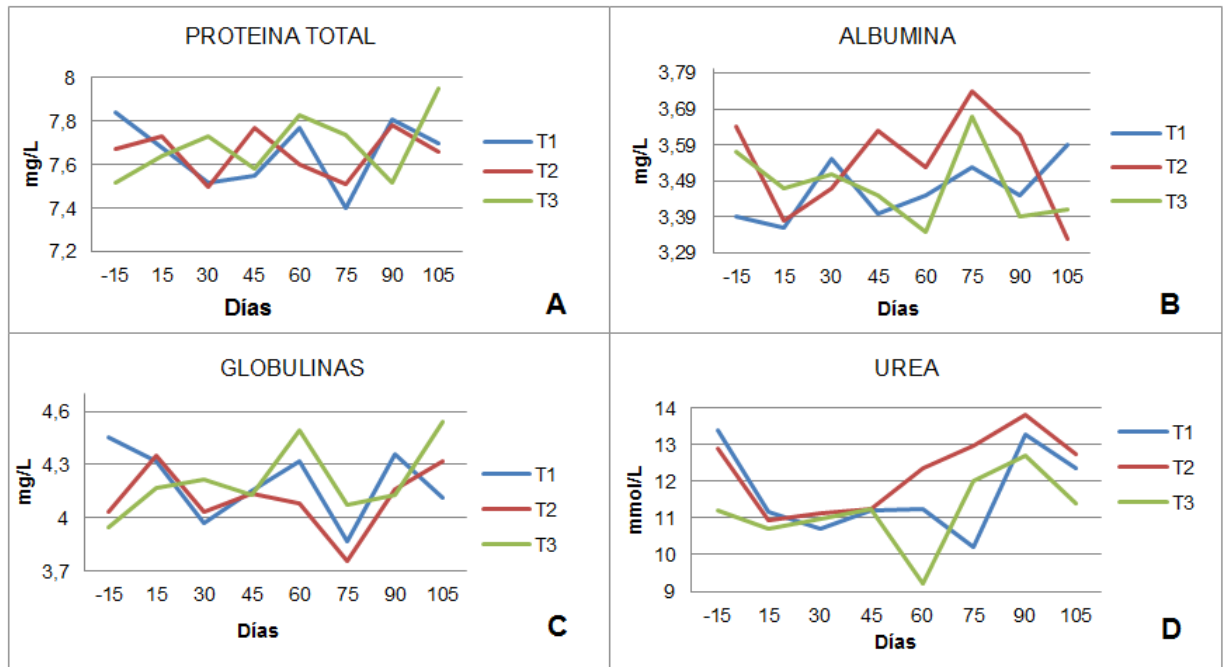 PROTEINA TOTAL
8
7,8
7,6
7,4
7,2
mg/L
-15 15 30 45 60 75 90 105
Días
T1
T2
T3
A
ALBUMINA
3,79
3,69
3,59
3,49
3,39
3,29
mg/L
-15 15 30 45 60 75 90 105
Días
T1
T2
T3
B
GLOBULINAS
4,6
4,3
4
3,7
mg/L
-15 15 30 45 60 75 90 105
Días
T1
T2
T3
C
UREA
14
13
12
11
10
9
mmol/L
-15 15 30 45 60 75 90 105
Días
T1
T2
T3
D